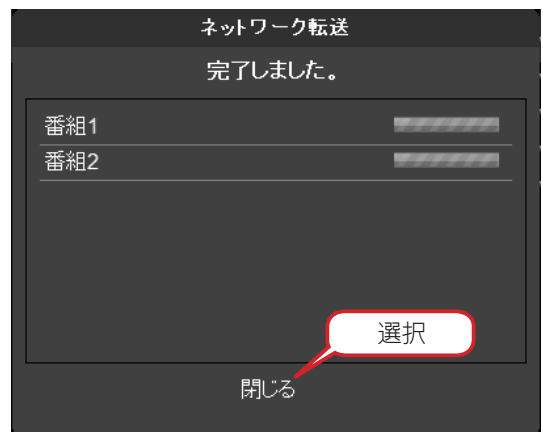 ネットワーク転送
完了しました。
番組1
番組2
選択
閉じる